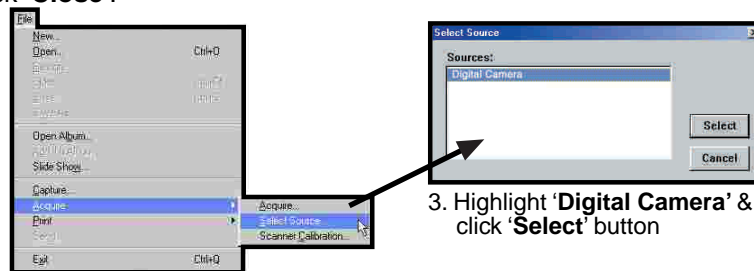 File
New...
Open... Ctrl+O
Open Album...
Slide Show...
Capture...
Acquire
Print
Exit Ctrl+Q
Acquire...
Select Source...
Scanner Calibration...
Select Source
Sources:
Digital Camera
Select
Cancel
3. Highlight ‘Digital Camera’ &
click ‘Select’ button